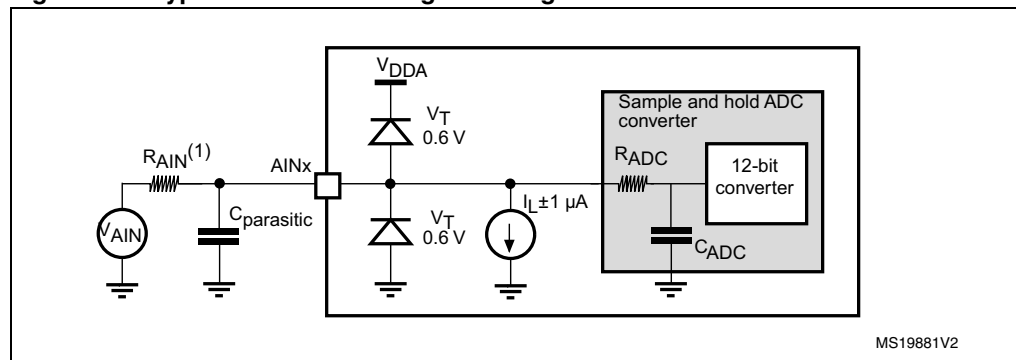 VDDA
Sample and hold ADC
converter
VT
0.6 V
RAIN(1)
AINx
RADC
12-bit
converter
VAIN
Cparasitic
VT
0.6 V
IL±1 µA
CADC
MS19881V2